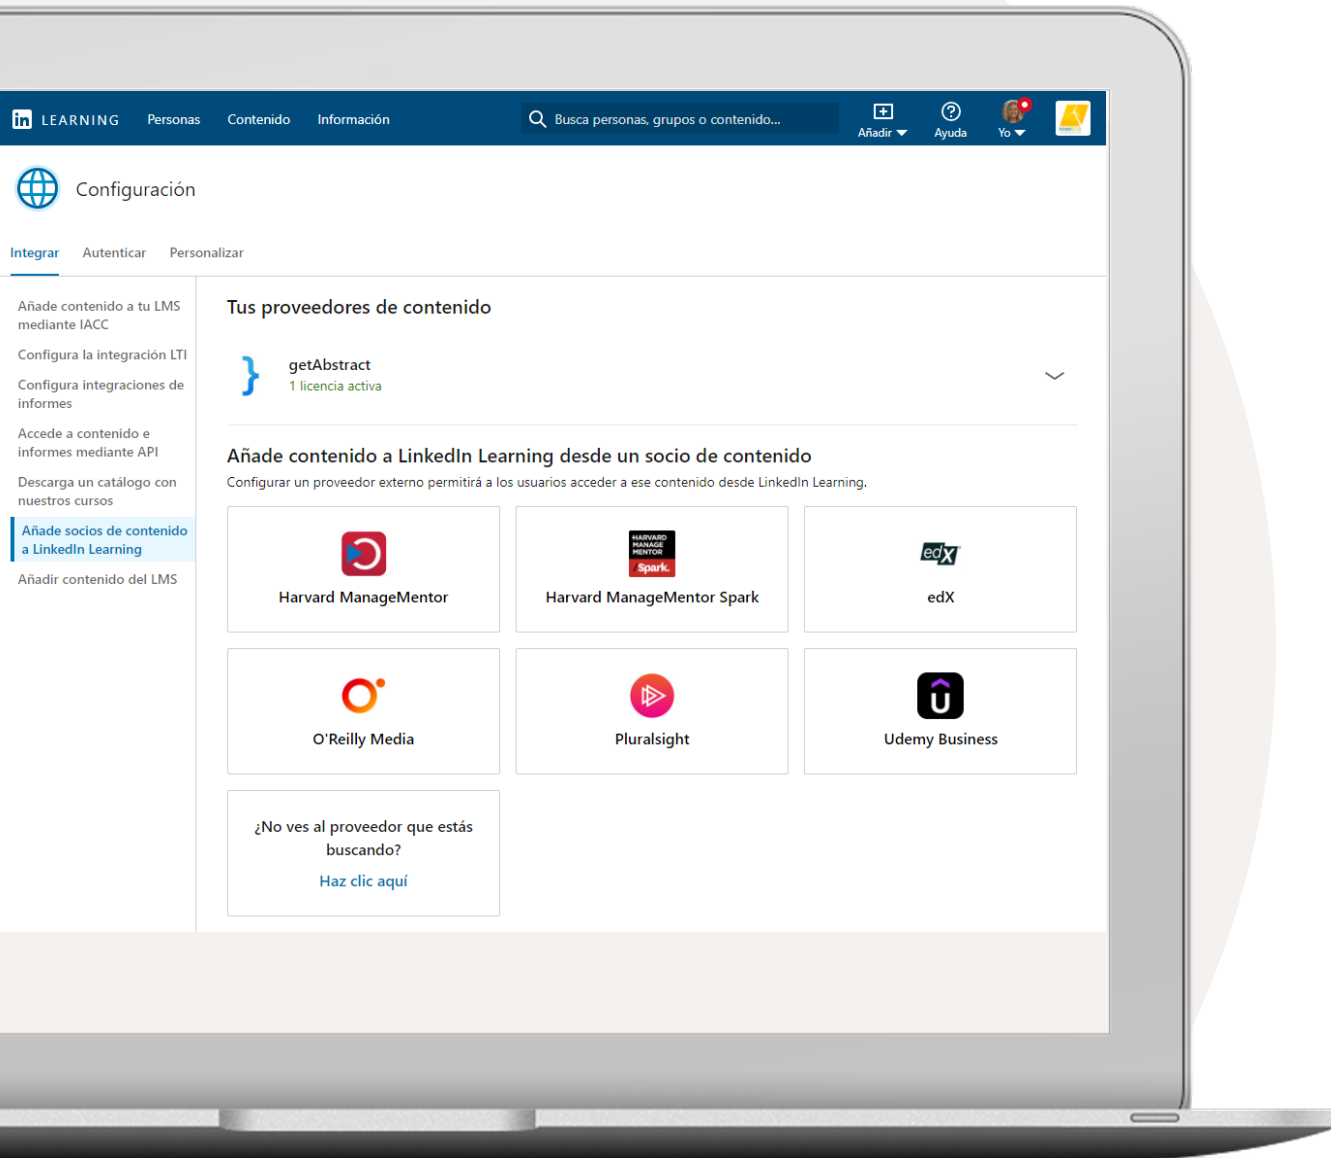 in LEARNING Personas Contenido Información Busca personas, grupos o contenido... Añadir Ayuda Yo
Configuración
Integrar Autenticar Personalizar
Añade contenido a tu LMS
mediante IACC
Configura la integración LTI
Configura integraciones de
informes
Accede a contenido e
informes mediante API
Descarga un catálogo con
nuestros cursos
Añade socios de contenido
a LinkedIn Learning
Añadir contenido del LMS
Tus proveedores de contenido
getAbstract
1 licencia activa
Añade contenido a LinkedIn Learning desde un socio de contenido
Configurar un proveedor externo permitirá a los usuarios acceder a ese contenido desde LinkedIn Learning.
Harvard ManageMentor
HARVARD
MANAGE
MENTOR
/Spark.
Harvard ManageMentor Spark
edX
edX
O'Reilly Media
Pluralsight
Udemy Business
¿No ves al proveedor que estás
buscando?
Haz clic aquí